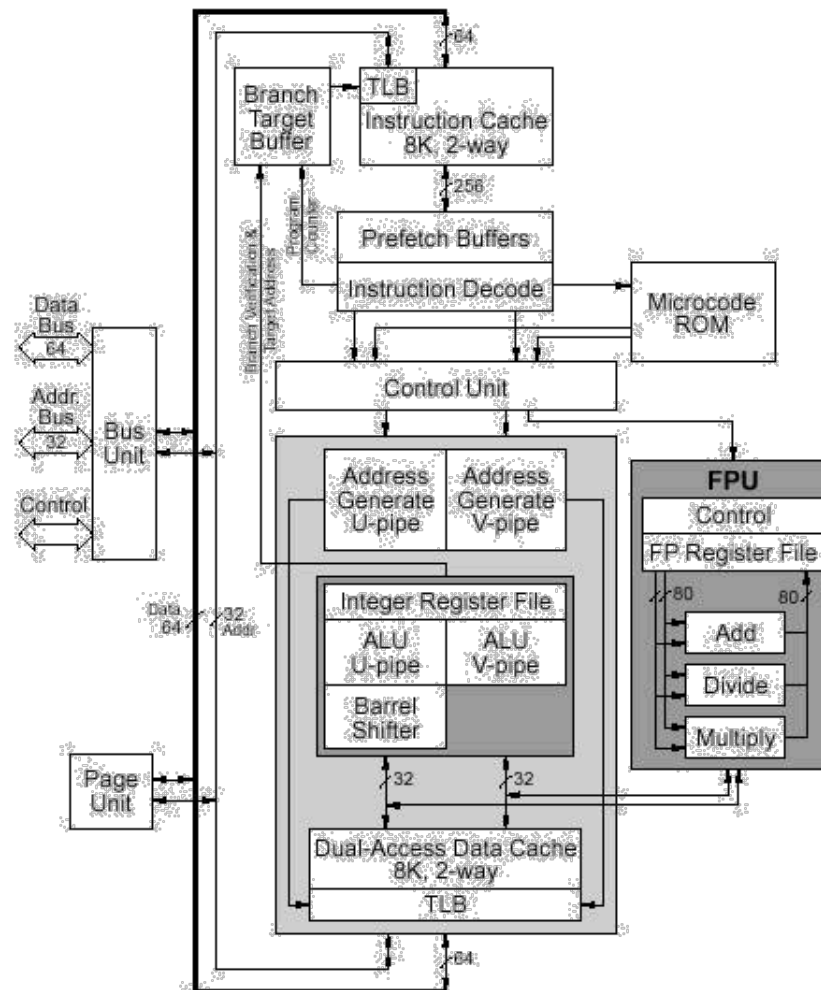 64
TLB
Instruction Cache
8K, 2-way
Branch
Target
Buffer
256
Branch Verification &
Target Address
Program
Counter
Prefetch Buffers
Instruction Decode
Microcode
ROM
Control Unit
Data
Bus
64
Addr.
Bus
32
Control
Bus
Unit
Address
Generate
U-pipe
Address
Generate
V-pipe
FPU
Control
FP Register File
80
80
Add
Divide
Multiply
Integer Register File
ALU
U-pipe
ALU
V-pipe
Barrel
Shifter
Data
64
32
Addr.
Page
Unit
32
32
Dual-Access Data Cache
8K, 2-way
TLB
64